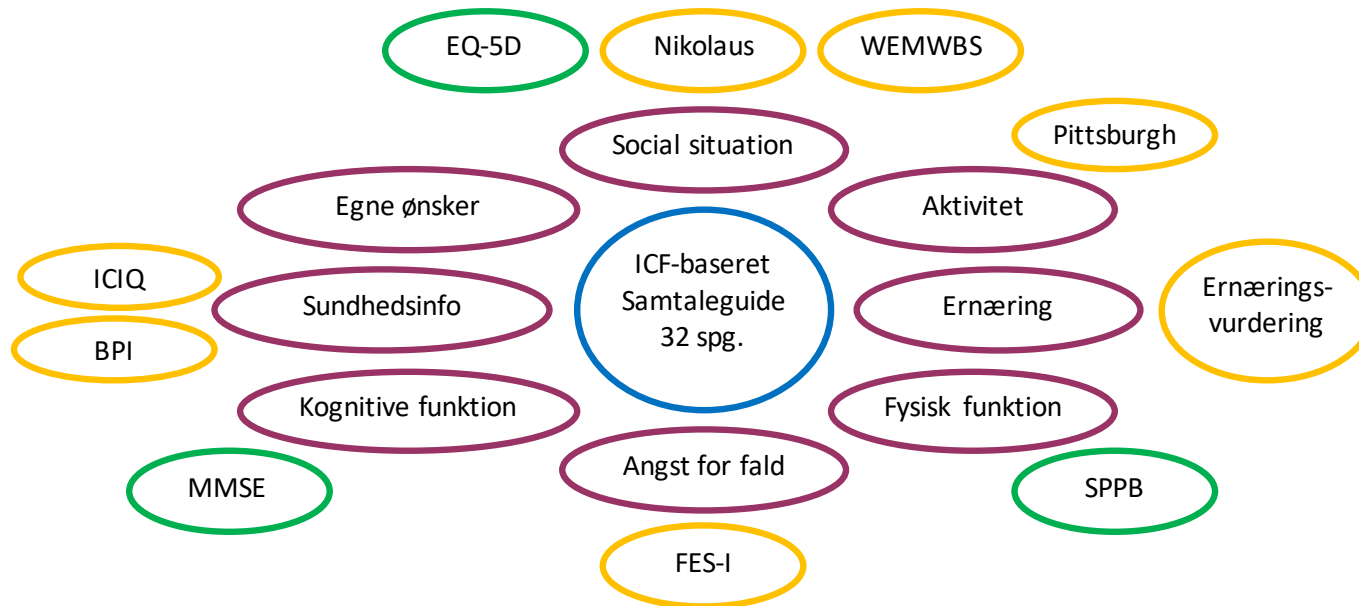 EQ-5D
Nikolaus
WEMWBS
Pittsburgh
Social situation
Egne ønsker
Aktivitet
ICIQ
BPI
Sundhedsinfo
ICF-baseret
Samtaleguide
32 spg.
Ernæring
Ernærings-
vurdering
Kognitive funktion
Fysisk funktion
Angst for fald
MMSE
SPPB
FES-I